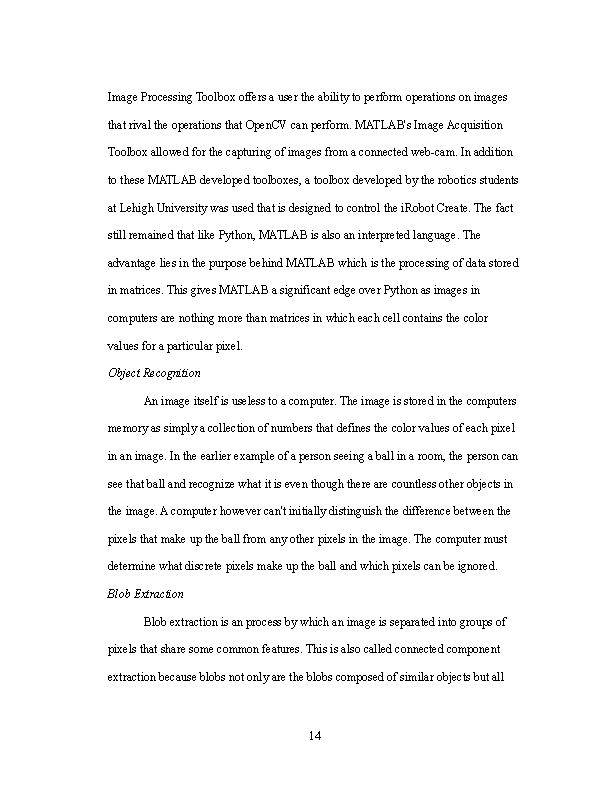 Image Processing Toolbox offers a user the ability to perform operations on images
that rival the operations that OpenCV can perform. MATLAB's Image Acquisition
Toolbox allowed for the capturing of images from a connected web-cam. In addition
to these MATLAB developed toolboxes, a toolbox developed by the robotics students
at Lehigh University was used that is designed to control the iRobot Create. The fact
still remained that like Python, MATLAB is also an interpreted language. The
advantage lies in the purpose behind MATLAB which is the processing of data stored
in matrices. This gives MATLAB a significant edge over Python as images in
computers are nothing more than matrices in which each cell contains the color
values for a particular pixel.
Object Recognition
An image itself is useless to a computer. The image is stored in the computers
memory as simply a collection of numbers that defines the color values of each pixel
in an image. In the earlier example of a person seeing a ball in a room, the person can
see that ball and recognize what it is even though there are countless other objects in
the image. A computer however can't initially distinguish the difference between the
pixels that make up the ball from any other pixels in the image. The computer must
determine what discrete pixels make up the ball and which pixels can be ignored.
Blob Extraction
Blob extraction is an process by which an image is separated into groups of
pixels that share some common features. This is also called connected component
extraction because blobs not only are the blobs composed of similar objects but all
14